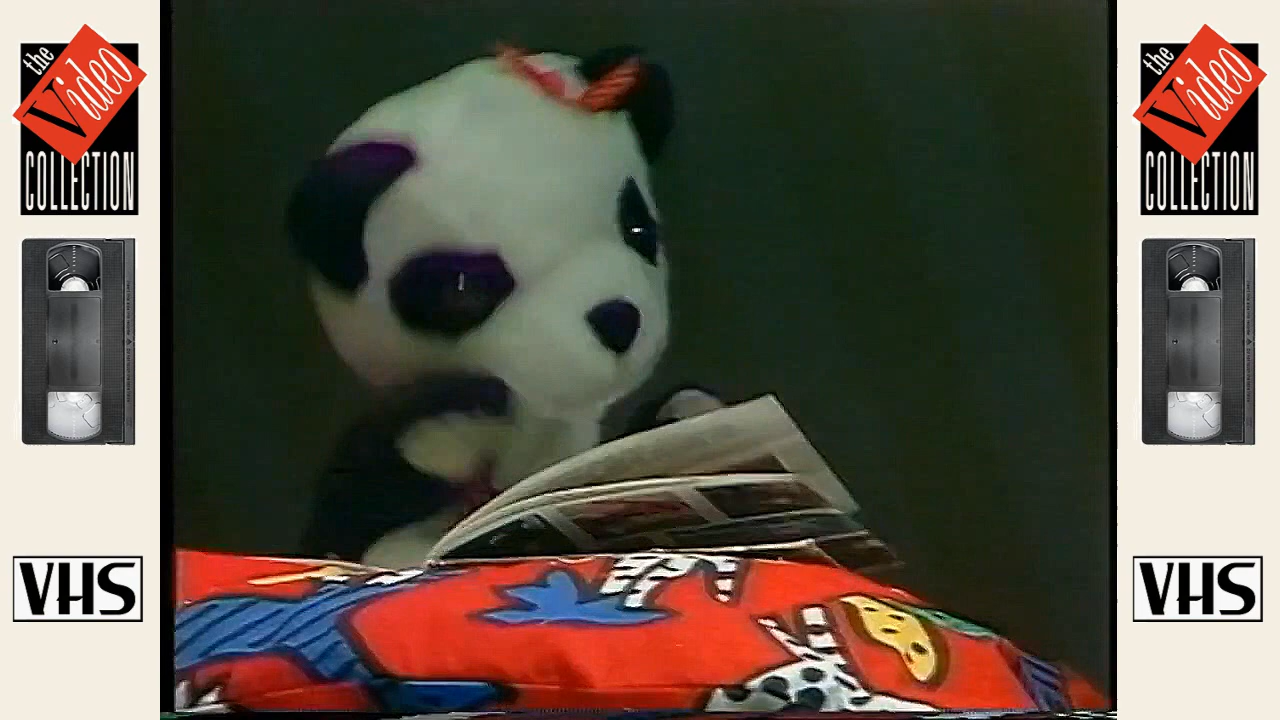 the
Video
COLLECTION
VHS
the
Video
COLLECTION
VHS